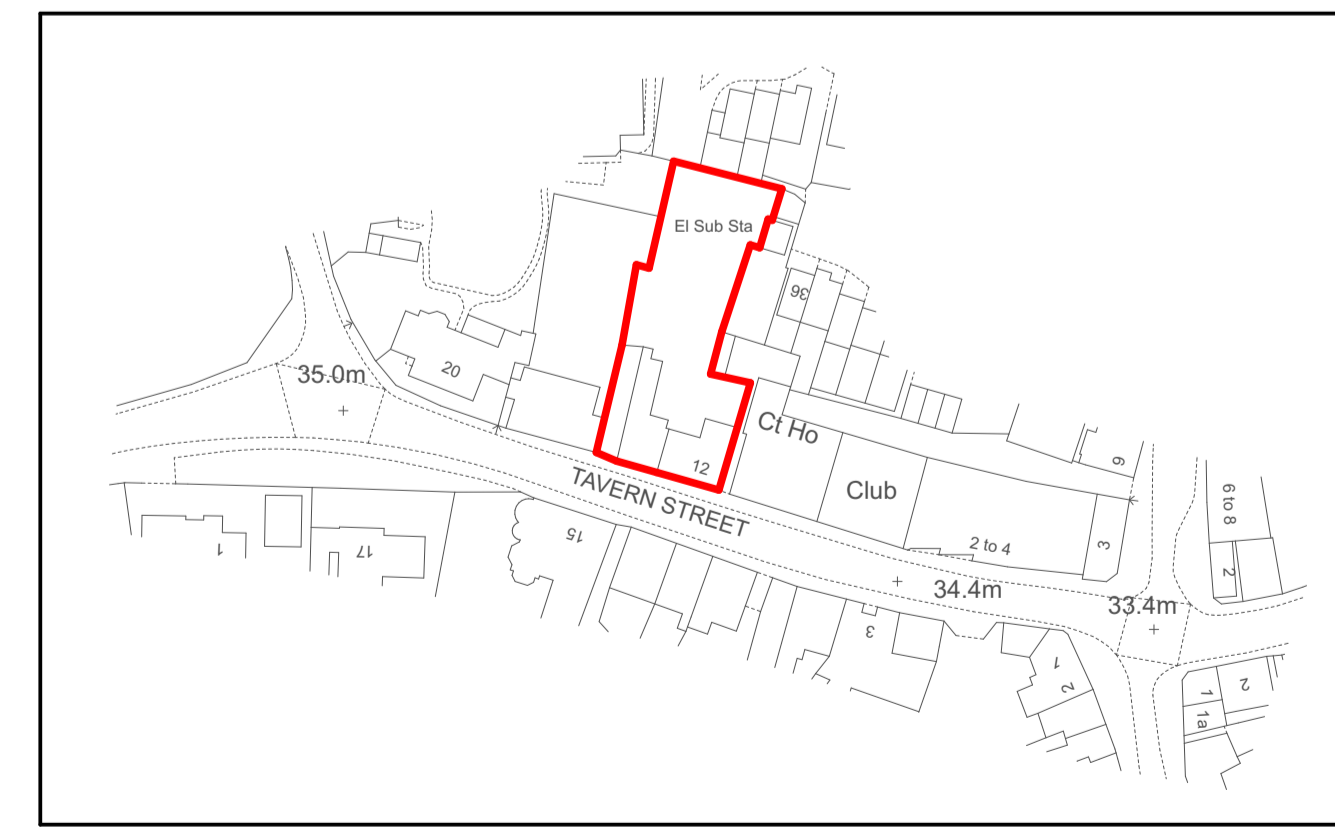 El Sub Sta
36
35.0m
20
Ct Ho
12
TAVERN STREET
Club
9
6 to 8
2 to 4
3
2
1
17
15
34.4m
33.4m
3
1
2
1
2
1a